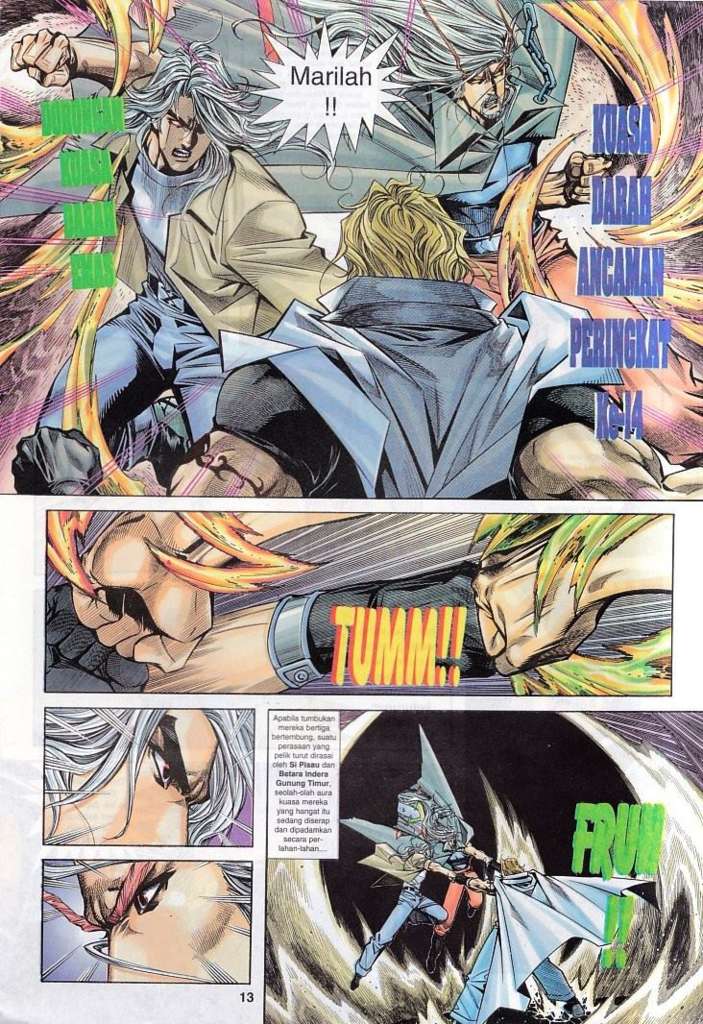 Marilah
!!
KUASA
DARAH
ANCAMAN
PERINGKAT
Ke-14
KUASA
DARAH
TUMM!!
Apabila tumbukan
mereka bertiga
bertembung, suatu
perasaan yang
pelik turut dirasai
oleh Si Pisau dan
Betara Indera
Gunung Timur,
seolah-olah aura
kuasa mereka
yang hangat itu
sedang diserap
dan dipadamkan
secara per-
lahan-lahan....
FRUM
!!
13